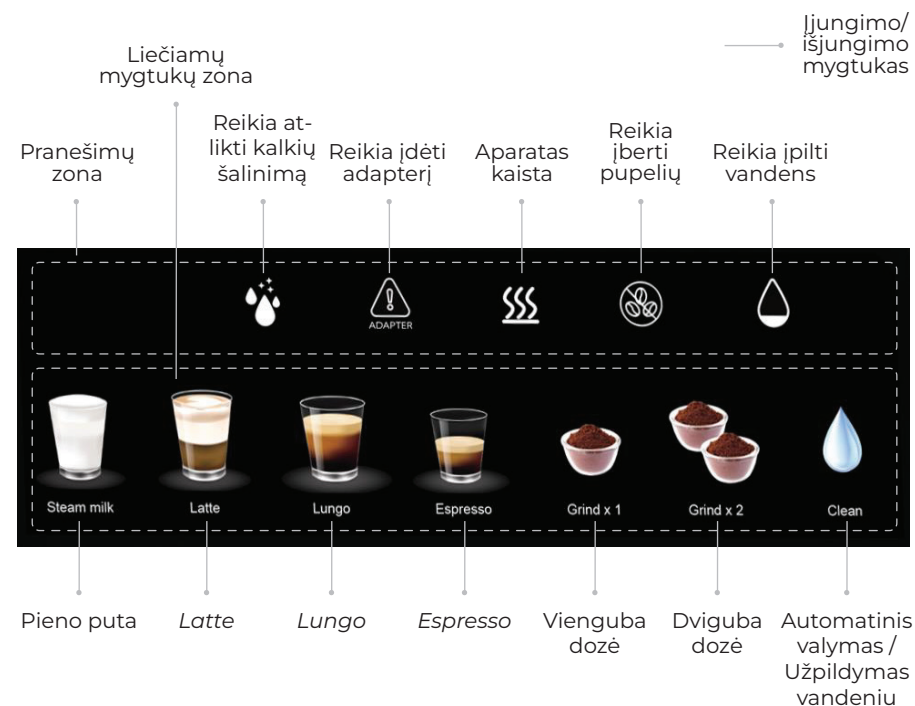 Įjungimo/
išjungimo
mygtukas
Liečiamų
mygtukų zona
Pranešimų
zona
Reikia at-
likti kalkių
šalinimą
Reikia įdėti
adapterį
Aparatas
kaista
Reikia
įberti
pupelių
Reikia įpilti
vandens
ADAPTER
Steam milk
Latte
Lungo
Espresso
Grind x 1
Grind x 2
Clean
Pieno puta
Latte
Lungo
Espresso
Vienguba
dozė
Dviguba
dozė
Automatinis
valymas /
Užpildymas
vandeniu